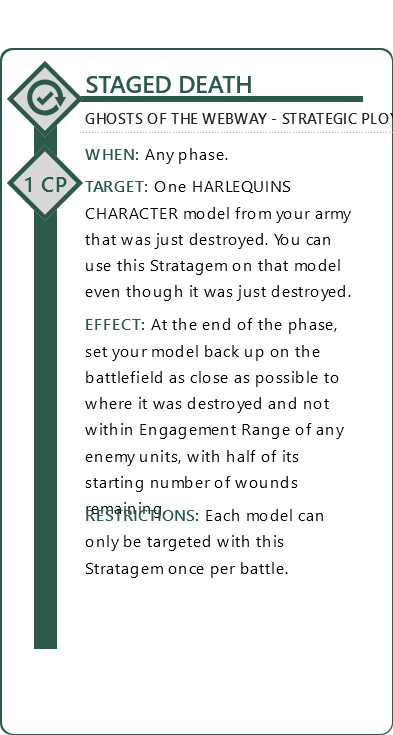 STAGED DEATH
GHOSTS OF THE WEBWAY - STRATEGIC PLOY
1 CP
WHEN: Any phase.
TARGET: One HARLEQUINS
CHARACTER model from your army
that was just destroyed. You can
use this Stratagem on that model
even though it was just destroyed.
EFFECT: At the end of the phase,
set your model back up on the
battlefield as close as possible to
where it was destroyed and not
within Engagement Range of any
enemy units, with half of its
starting number of wounds
remaining.
RESTRICTIONS: Each model can
only be targeted with this
Stratagem once per battle.